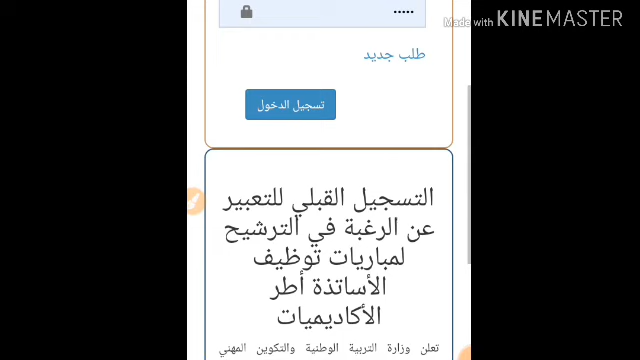 •••••
Made with KINEMASTER
طلب جديد
تسجيل الدخول
التسجيل القبلي للتعبير
عن الرغبة في الترشيح
لمباريات توظيف
الأساتذة أطر
الأكاديميات
تعلن وزارة التربية الوطنية والتكوين المهني